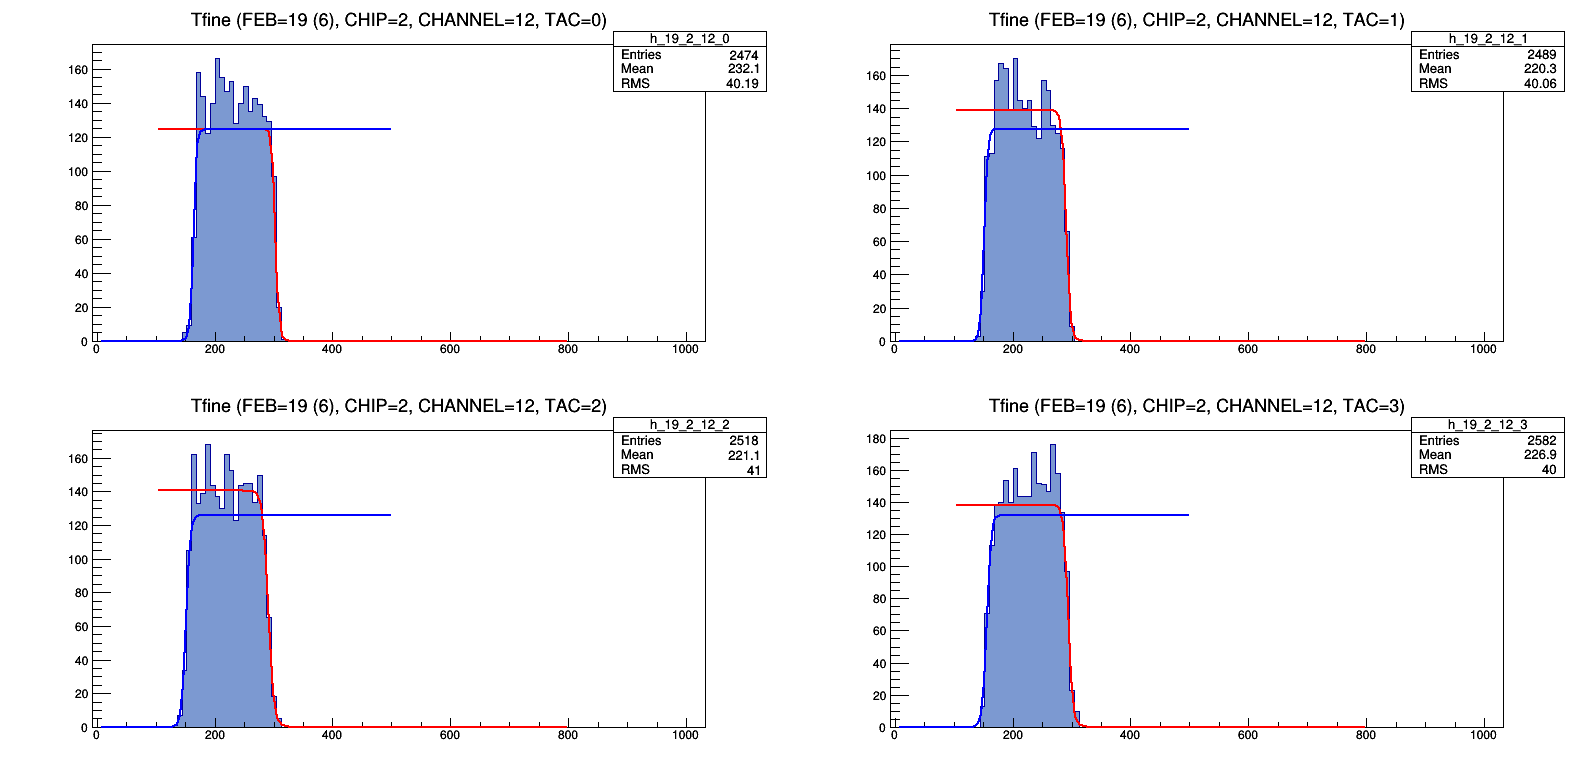 Tfine (FEB=19 (6), CHIP=2, CHANNEL=12, TAC=0)
h_19_2_12_0
Entries 2474
Mean 232.1
RMS 40.19
160
140
120
100
80
60
40
20
0
0 200 400 600 800 1000
Tfine (FEB=19 (6), CHIP=2, CHANNEL=12, TAC=1)
h_19_2_12_1
Entries 2489
Mean 220.3
RMS 40.06
160
140
120
100
80
60
40
20
0
0 200 400 600 800 1000
Tfine (FEB=19 (6), CHIP=2, CHANNEL=12, TAC=2)
h_19_2_12_2
Entries 2518
Mean 221.1
RMS 41
160
140
120
100
80
60
40
20
0
0 200 400 600 800 1000
Tfine (FEB=19 (6), CHIP=2, CHANNEL=12, TAC=3)
h_19_2_12_3
Entries 2582
Mean 226.9
RMS 40
180
160
140
120
100
80
60
40
20
0
0 200 400 600 800 1000